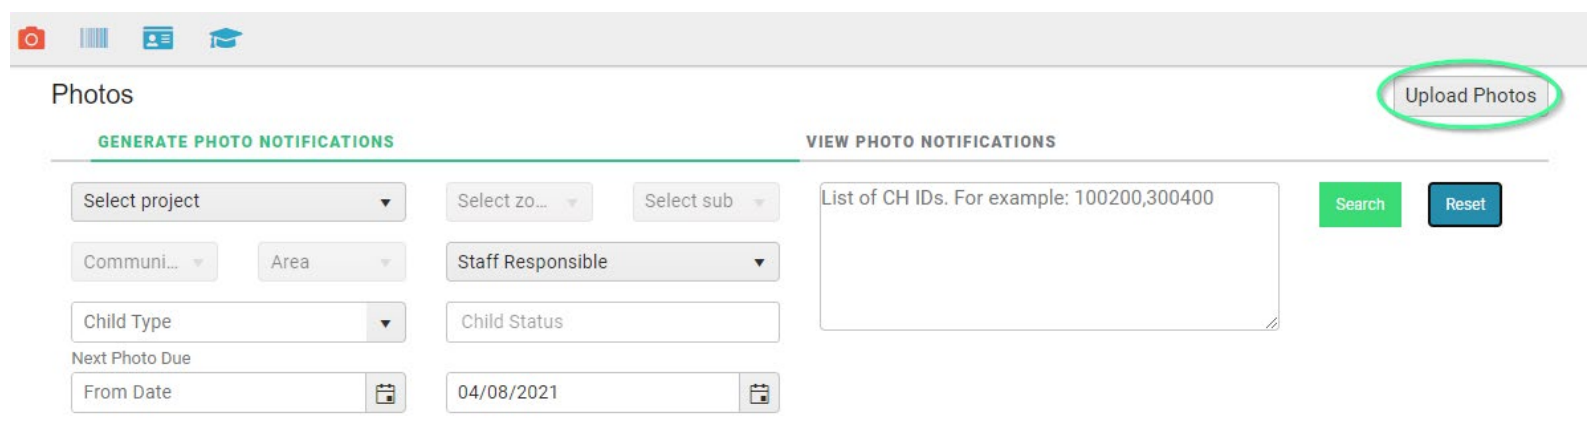 Photos
Upload Photos
GENERATE PHOTO NOTIFICATIONS
VIEW PHOTO NOTIFICATIONS
Select project
Select zo...
Select sub
List of CH IDs. For example: 100200,300400
Search
Reset
Communi...
Area
Staff Responsible
Child Type
Child Status
Next Photo Due
From Date
04/08/2021